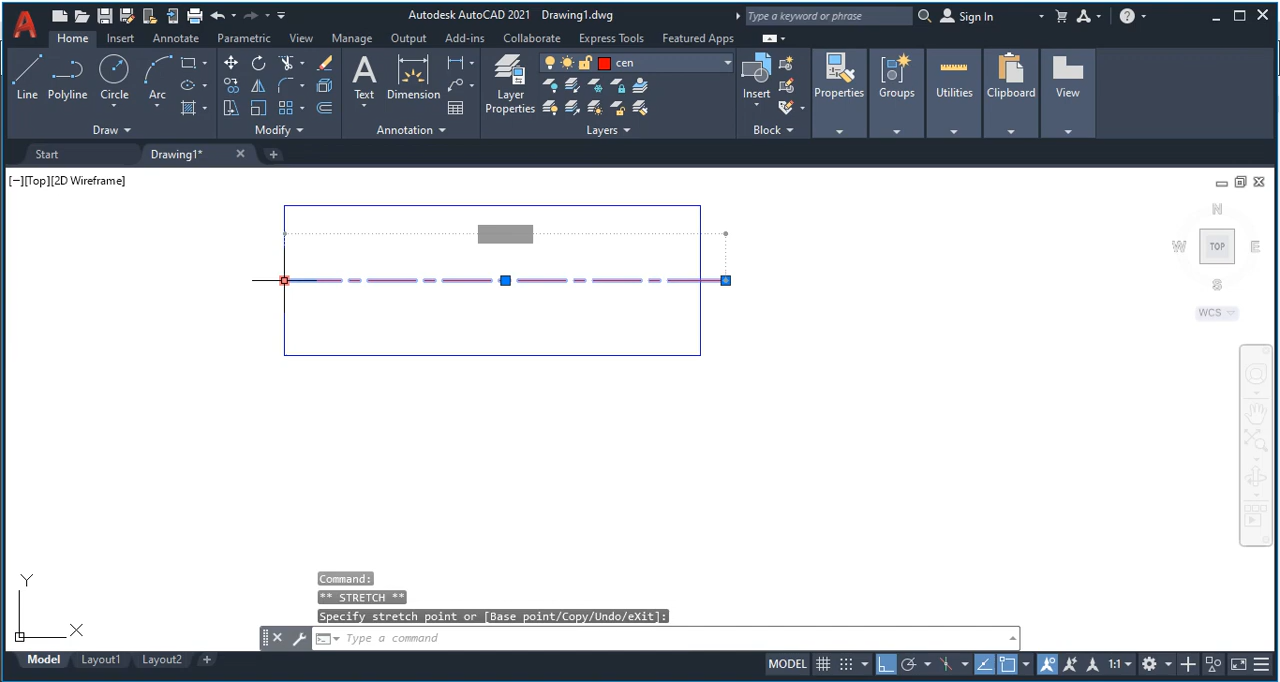 Autodesk AutoCAD 2021 Drawing1.dwg
Type a keyword or phrase
Sign In
Home Insert Annotate Parametric View Manage Output Add-ins Collaborate Express Tools Featured Apps
cen
Line Polyline Circle Arc
Text Dimension
Layer
Properties
Insert
Properties Groups Utilities Clipboard View
Draw Modify Annotation Layers Block
Start Drawing1*
[−][Top][2D Wireframe]
N
W TOP E
S
WCS
Y
X
Command:
** STRETCH **
Specify stretch point or [Base point/Copy/Undo/eXit]:
Type a command
Model Layout1 Layout2 +
MODEL 1:1